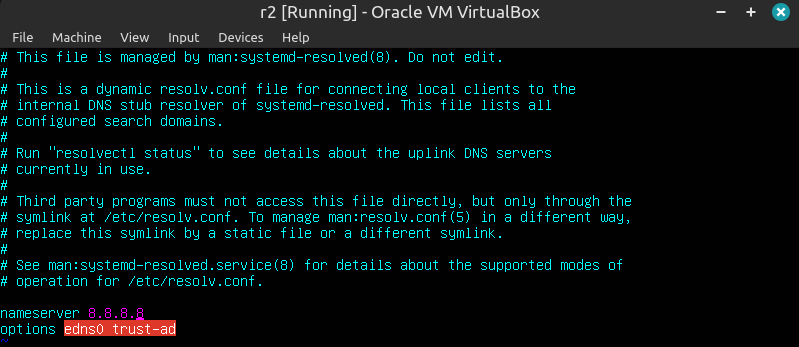 r2 [Running] - Oracle VM VirtualBox
File Machine View Input Devices Help
# This file is managed by man:systemd-resolved(8). Do not edit.
#
# This is a dynamic resolv.conf file for connecting local clients to the
# internal DNS stub resolver of systemd-resolved. This file lists all
# configured search domains.
#
# Run "resolvectl status" to see details about the uplink DNS servers
# currently in use.
#
# Third party programs must not access this file directly, but only through the
# symlink at /etc/resolv.conf. To manage man:resolv.conf(5) in a different way,
# replace this symlink by a static file or a different symlink.
#
# See man:systemd-resolved.service(8) for details about the supported modes of
# operation for /etc/resolv.conf.

nameserver 8.8.8.8
options edns0 trust-ad
~